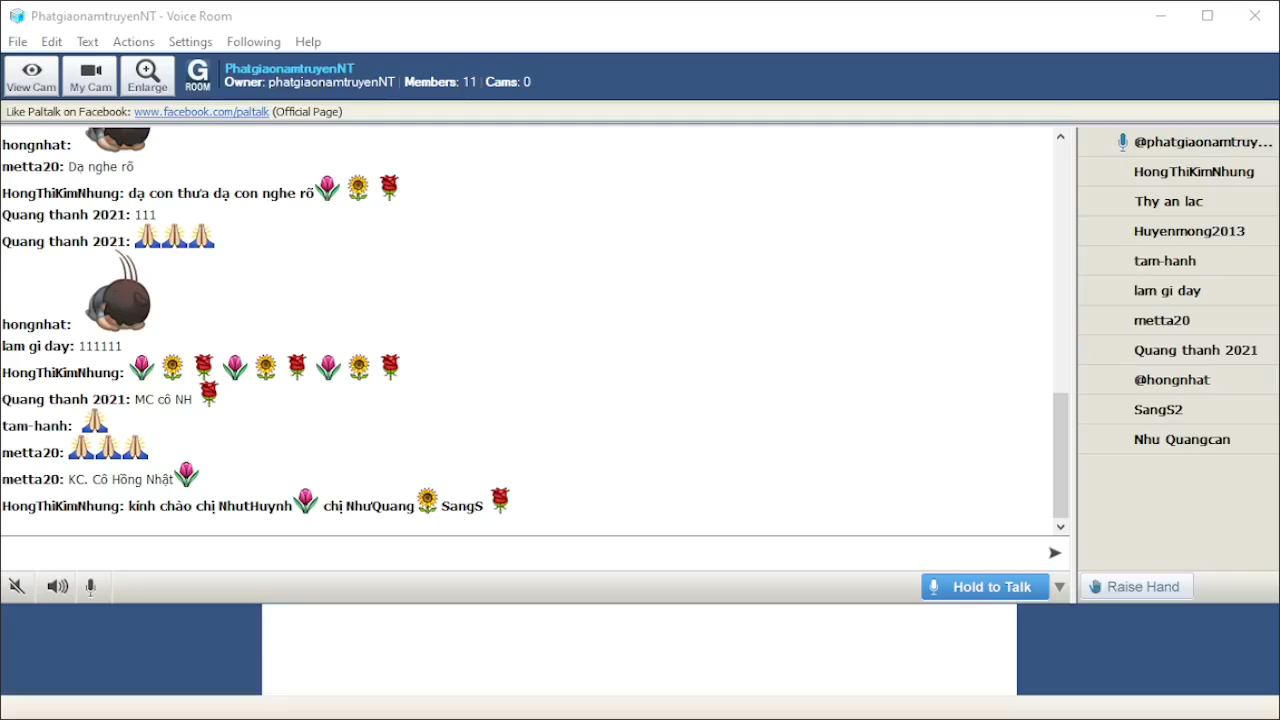 PhatgiaonamtruyenNT - Voice Room
File Edit Text Actions Settings Following Help
View Cam My Cam Enlarge G ROOM
PhatgiaonamtruyenNT
Owner: phatgiaonamtruyenNT | Members: 11 | Cams: 0
Like Paltalk on Facebook: www.facebook.com/paltalk (Official Page)
hongnhat:
metta20: Dạ nghe rõ
HongThiKimNhung: dạ con thưa dạ con nghe rõ
Quang thanh 2021: 111
Quang thanh 2021:
hongnhat:
lam gi day: 111111
HongThiKimNhung:
Quang thanh 2021: MC cô NH
tam-hanh:
metta20:
metta20: KC. Cô Hồng Nhật
HongThiKimNhung: kính chào chị NhutHuynh chị NhưQuang SangS
@phatgiaonamtruy...
HongThiKimNhung
Thy an lac
Huyenmong2013
tam-hanh
lam gi day
metta20
Quang thanh 2021
@hongnhat
SangS2
Nhu Quangcan
Hold to Talk
Raise Hand